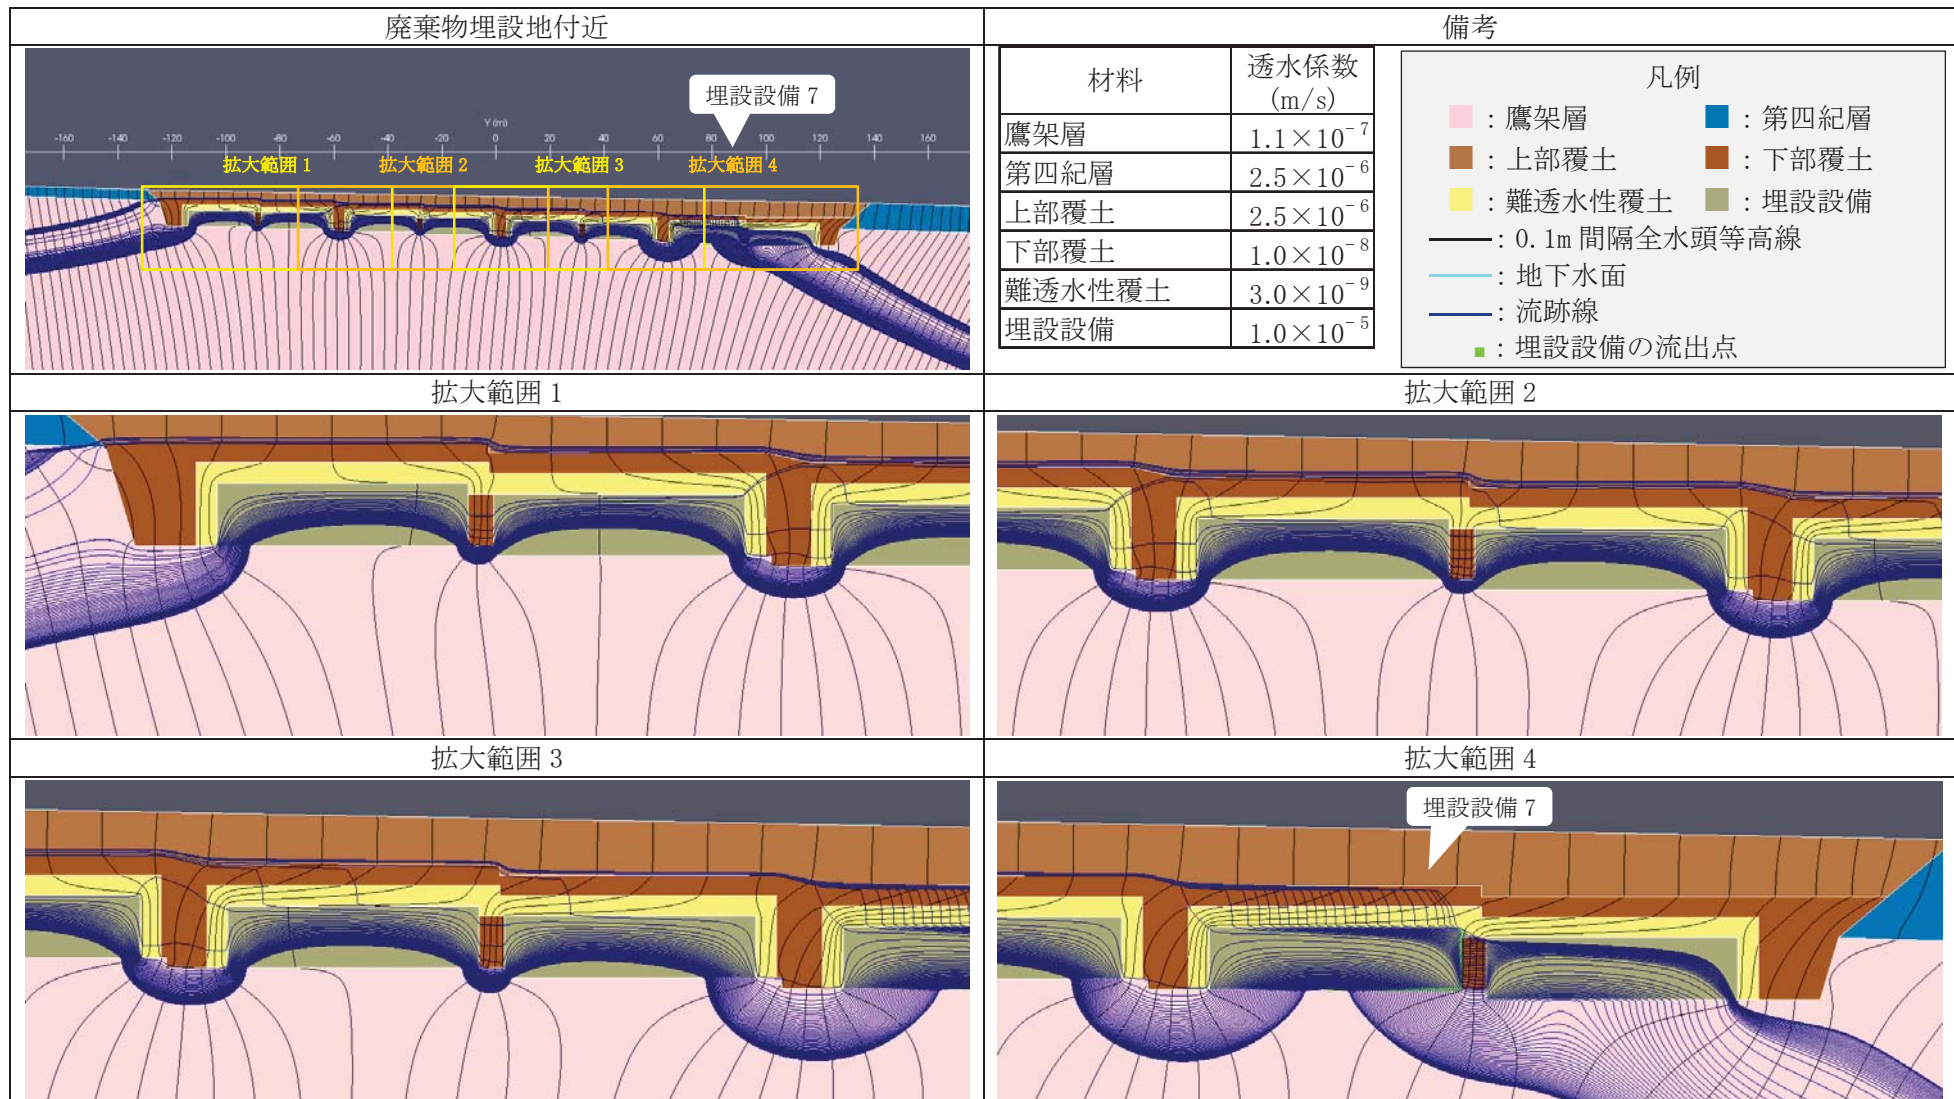 廃棄物埋設地付近
備考
埋設設備 7
Y (m)
-160 -140 -120 -100 -80 -60 -40 -20 0 20 40 60 80 100 120 140 160
拡大範囲 1 拡大範囲 2 拡大範囲 3 拡大範囲 4
材料 透水係数 (m/s)
鷹架層 1.1×10⁻⁷
第四紀層 2.5×10⁻⁶
上部覆土 2.5×10⁻⁶
下部覆土 1.0×10⁻⁸
難透水性覆土 3.0×10⁻⁹
埋設設備 1.0×10⁻⁵
凡例
：鷹架層 ：第四紀層
：上部覆土 ：下部覆土
：難透水性覆土 ：埋設設備
：0.1m 間隔全水頭等高線
：地下水面
：流跡線
：埋設設備の流出点
拡大範囲 1
拡大範囲 2
拡大範囲 3
拡大範囲 4
埋設設備 7